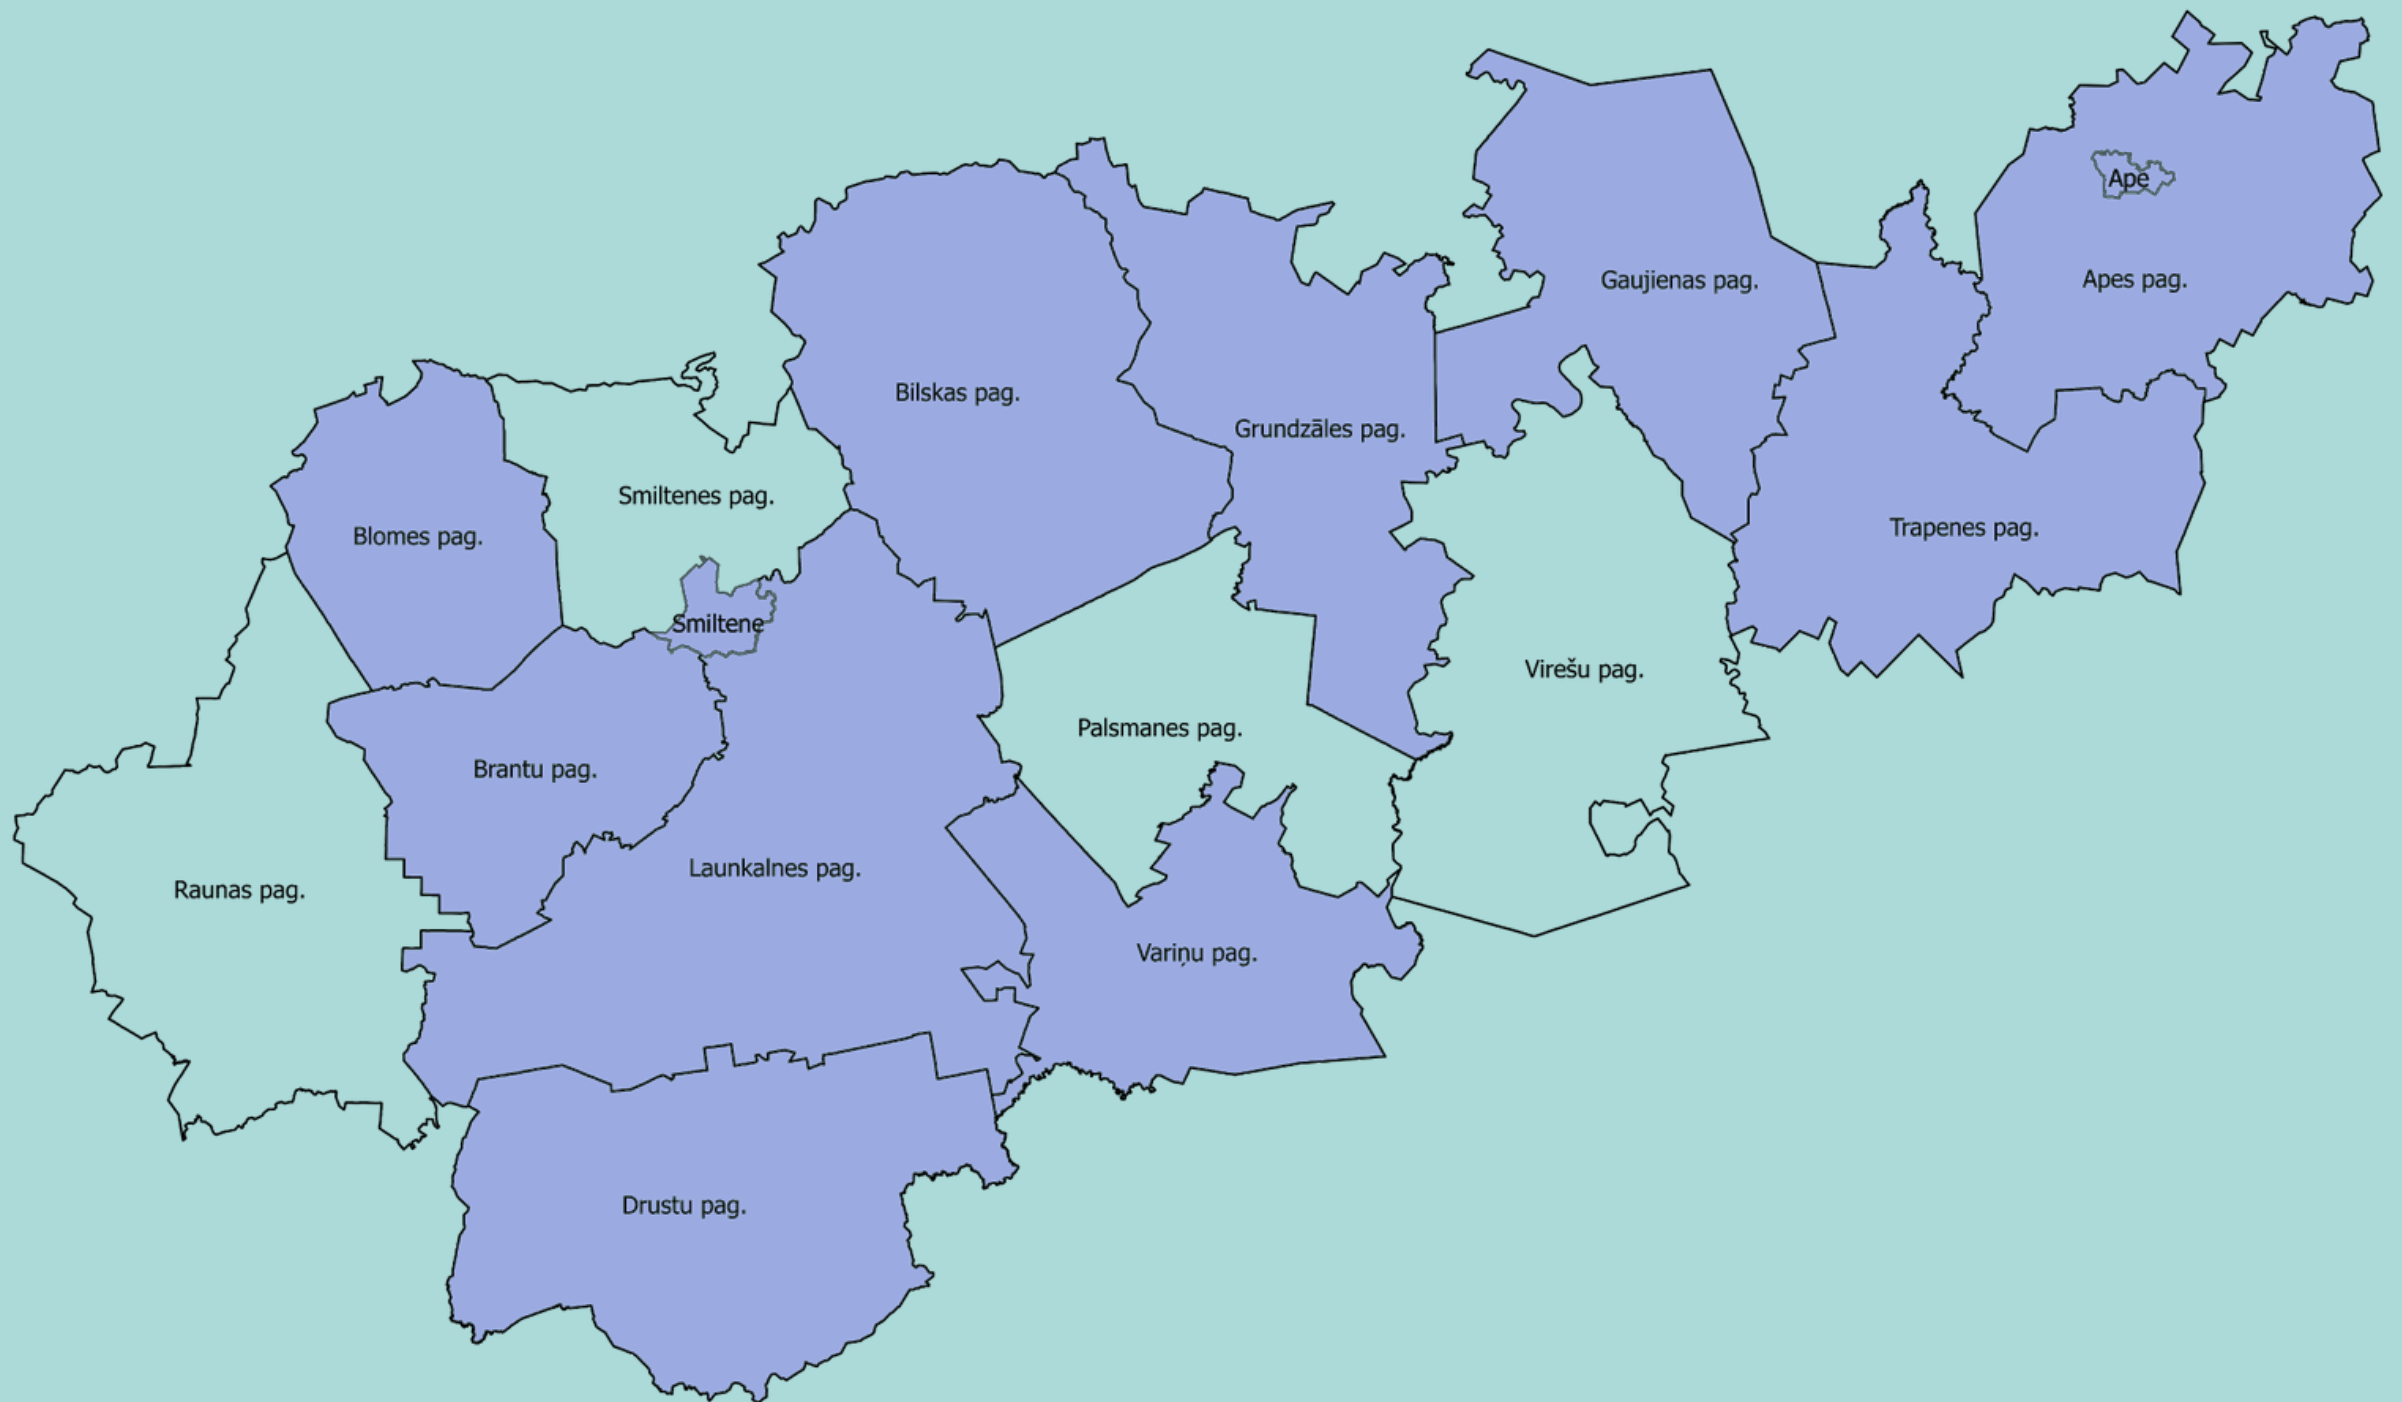 Ape
Gaujienas pag.
Apes pag.
Bilskas pag.
Grundzāles pag.
Smiltenes pag.
Blomes pag.
Trapenes pag.
Smiltene
Virešu pag.
Palsmanes pag.
Brantu pag.
Launkalnes pag.
Raunas pag.
Variņu pag.
Drustu pag.